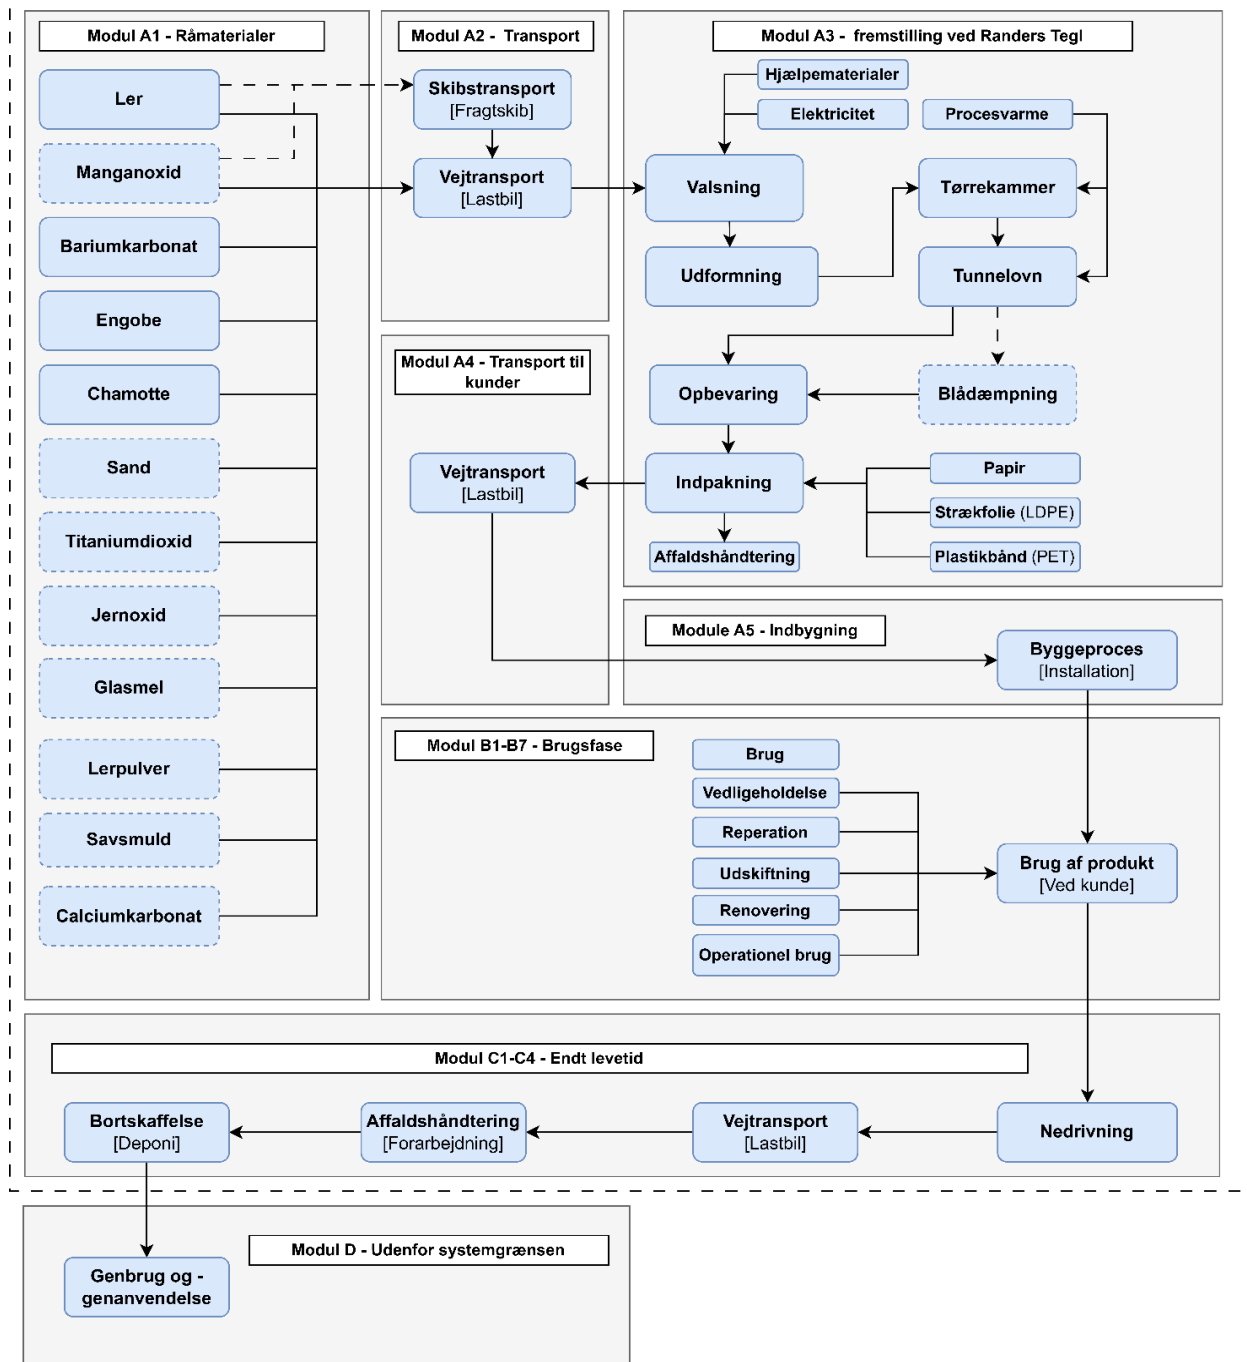 Modul A1 - Råmaterialer
Ler
Manganoxid
Bariumkarbonat
Engobe
Chamotte
Sand
Titaniumdioxid
Jernoxid
Glasmel
Lerpulver
Savsmuld
Calciumkarbonat
Modul A2 - Transport
Skibstransport
[Fragtskib]
Vejtransport
[Lastbil]
Modul A3 - fremstilling ved Randers Tegl
Hjælpematerialer
Elektricitet
Procesvarme
Valsning
Tørrekammer
Udformning
Tunnelovn
Opbevaring
Blådæmpning
Indpakning
Papir
Strækfolie (LDPE)
Plastikbånd (PET)
Affaldshåndtering
Modul A4 - Transport til
kunder
Vejtransport
[Lastbil]
Module A5 - Indbygning
Byggeproces
[Installation]
Modul B1-B7 - Brugsfase
Brug
Vedligeholdelse
Reperation
Udskiftning
Renovering
Operationel brug
Brug af produkt
[Ved kunde]
Modul C1-C4 - Endt levetid
Bortskaffelse
[Deponi]
Affaldshåndtering
[Forarbejdning]
Vejtransport
[Lastbil]
Nedrivning
Modul D - Udenfor systemgrænsen
Genbrug og -
genanvendelse